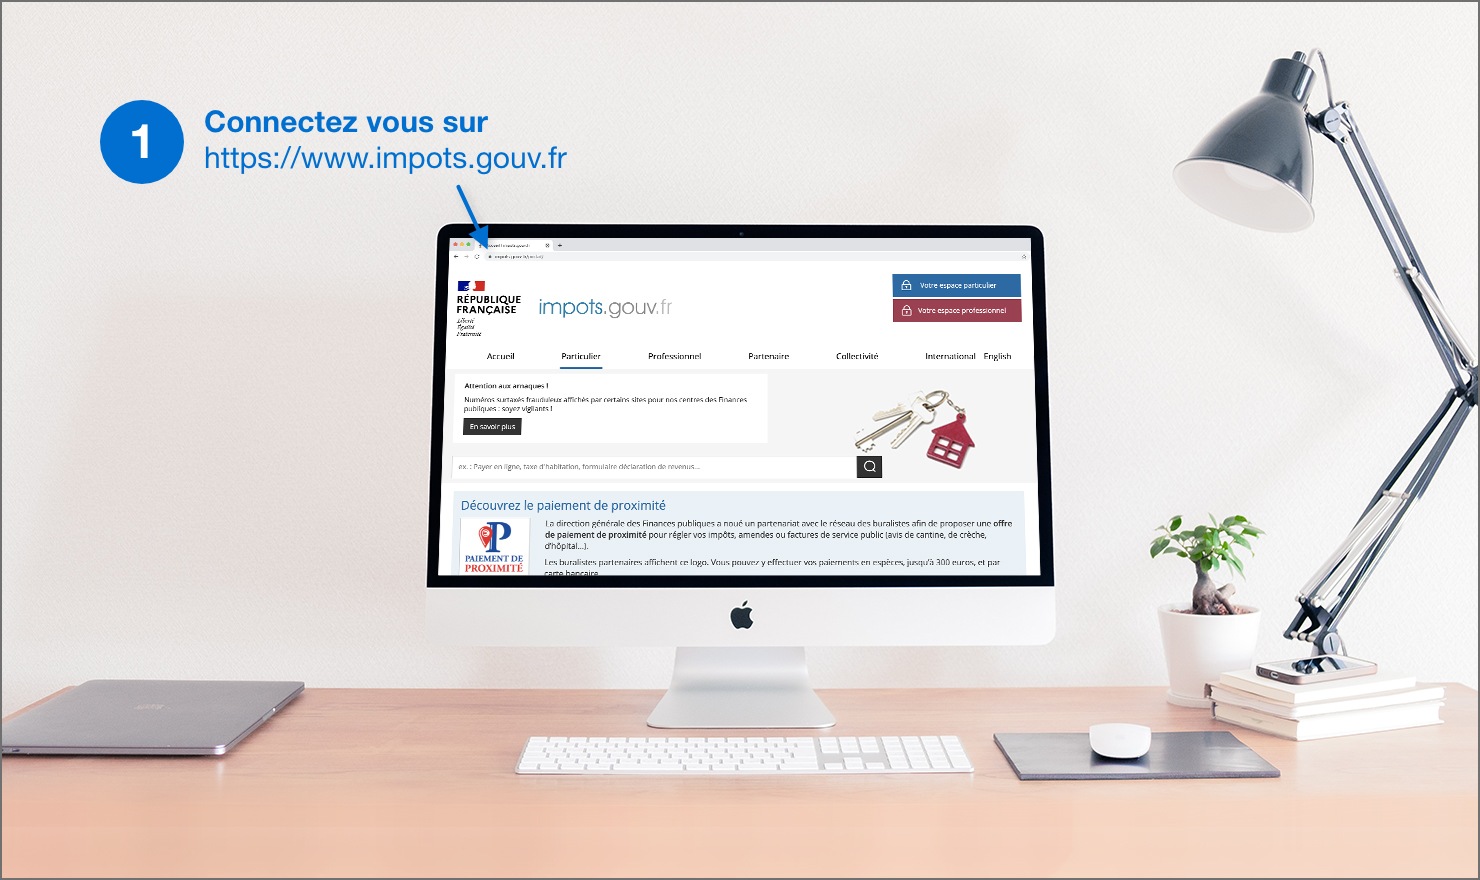 1
Connectez vous sur
https://www.impots.gouv.fr
impots.gouv.fr/portail/
RÉPUBLIQUE
FRANÇAISE
Liberté
Égalité
Fraternité
impots.gouv.fr
Votre espace particulier
Votre espace professionnel
Accueil Particulier Professionnel Partenaire Collectivité International English
Attention aux arnaques !
Numéros surtaxés frauduleux affichés par certains sites pour nos centres des Finances
publiques : soyez vigilants !
En savoir plus
ex. : Payer en ligne, taxe d'habitation, formulaire déclaration de revenus...
Découvrez le paiement de proximité
P
PAIEMENT DE
PROXIMITÉ
La direction générale des Finances publiques a noué un partenariat avec le réseau des buralistes afin de proposer une offre
de paiement de proximité pour régler vos impôts, amendes ou factures de service public (avis de cantine, de crèche,
d'hôpital...).
Les buralistes partenaires affichent ce logo. Vous pouvez y effectuer vos paiements en espèces, jusqu'à 300 euros, et par
carte bancaire